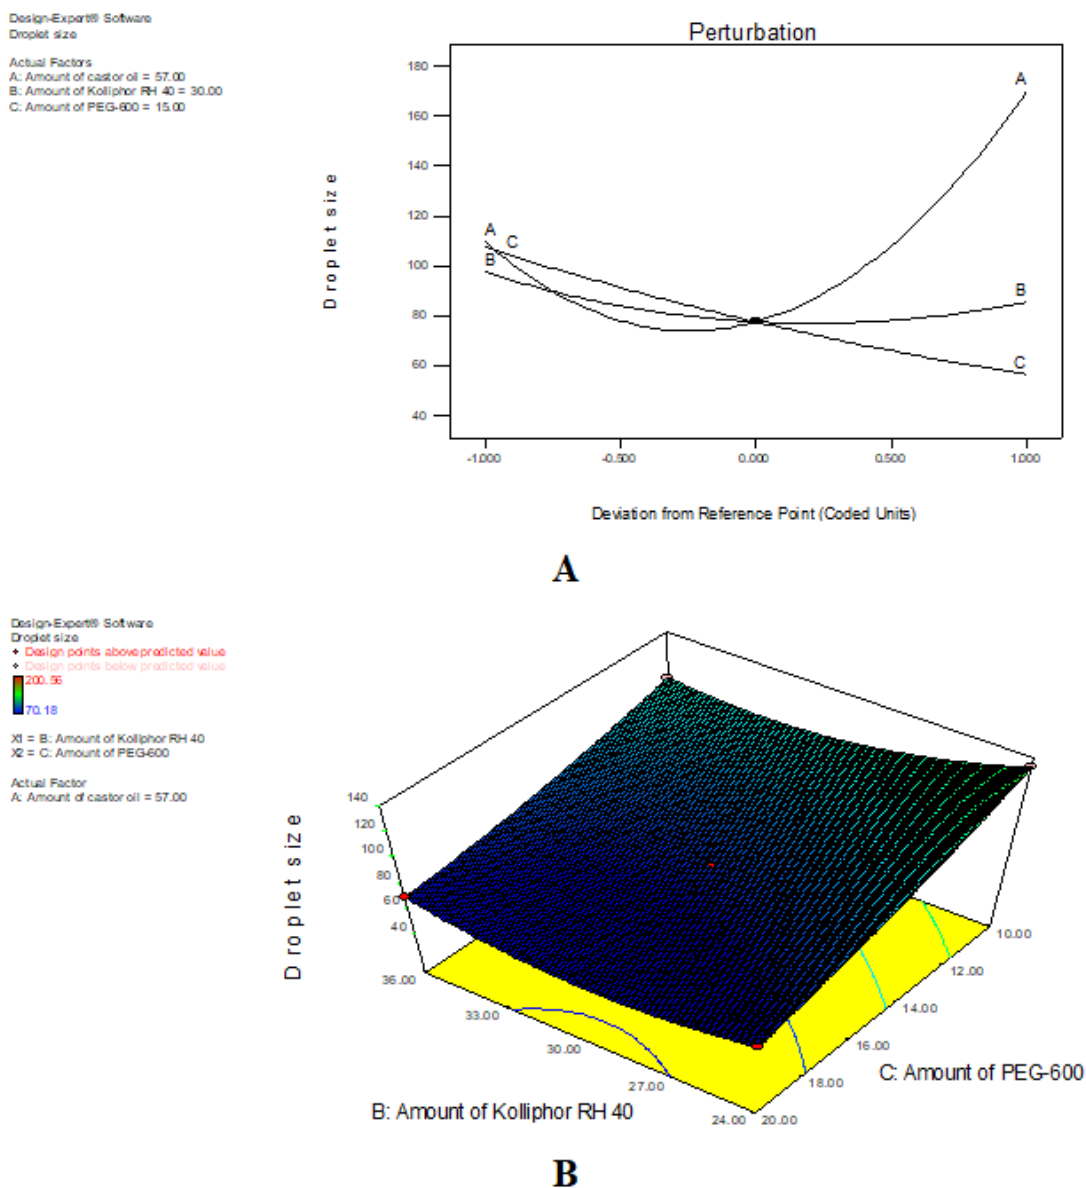 Design-Expert® Software
Droplet size
Actual Factors
A: Amount of castor oil = 57.00
B: Amount of Kolliphor RH 40 = 30.00
C: Amount of PEG-600 = 15.00
Perturbation
Droplet size
180
160
140
120
100
80
60
40
A
C
B
A
B
C
-1.000
-0.500
0.000
0.500
1.000
Deviation from Reference Point (Coded Units)
A
Design-Expert® Software
Droplet size
Design points above predicted value
Design points below predicted value
200.56
70.18
X1 = B: Amount of Kolliphor RH 40
X2 = C: Amount of PEG-600
Actual Factor
A: Amount of castor oil = 57.00
Droplet size
140
120
100
80
60
40
36.00
33.00
30.00
27.00
24.00
20.00
18.00
16.00
14.00
12.00
10.00
B: Amount of Kolliphor RH 40
C: Amount of PEG-600
B